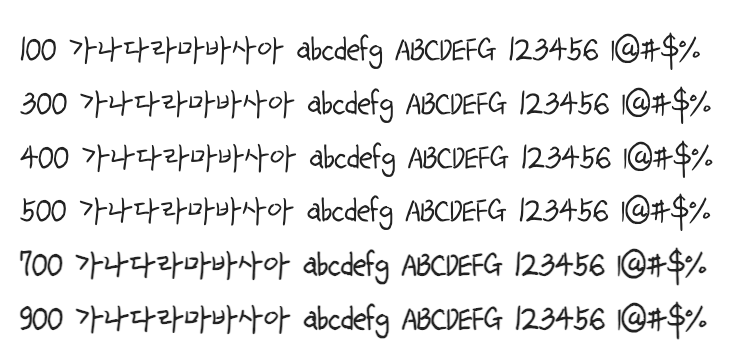 100 가나다라마바사아 abcdefg ABCDEFG 123456 !@#$%
300 가나다라마바사아 abcdefg ABCDEFG 123456 !@#$%
400 가나다라마바사아 abcdefg ABCDEFG 123456 !@#$%
500 가나다라마바사아 abcdefg ABCDEFG 123456 !@#$%
700 가나다라마바사아 abcdefg ABCDEFG 123456 !@#$%
900 가나다라마바사아 abcdefg ABCDEFG 123456 !@#$%